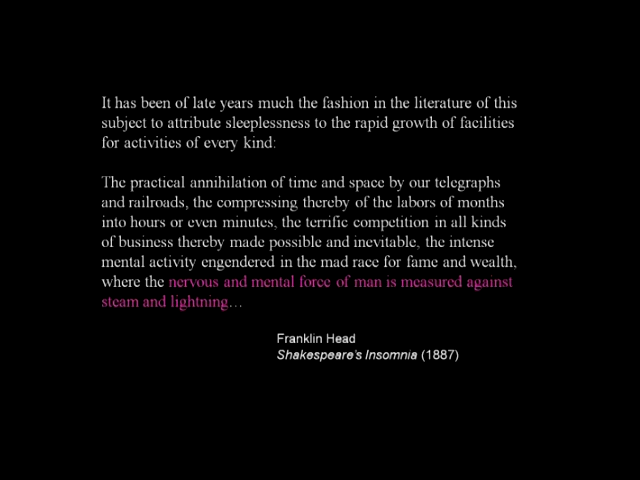 It has been of late years much the fashion in the literature of this
subject to attribute sleeplessness to the rapid growth of facilities
for activities of every kind:
The practical annihilation of time and space by our telegraphs
and railroads, the compressing thereby of the labors of months
into hours or even minutes, the terrific competition in all kinds
of business thereby made possible and inevitable, the intense
mental activity engendered in the mad race for fame and wealth,
where the nervous and mental force of man is measured against
steam and lightning…
Franklin Head
Shakespeare's Insomnia (1887)